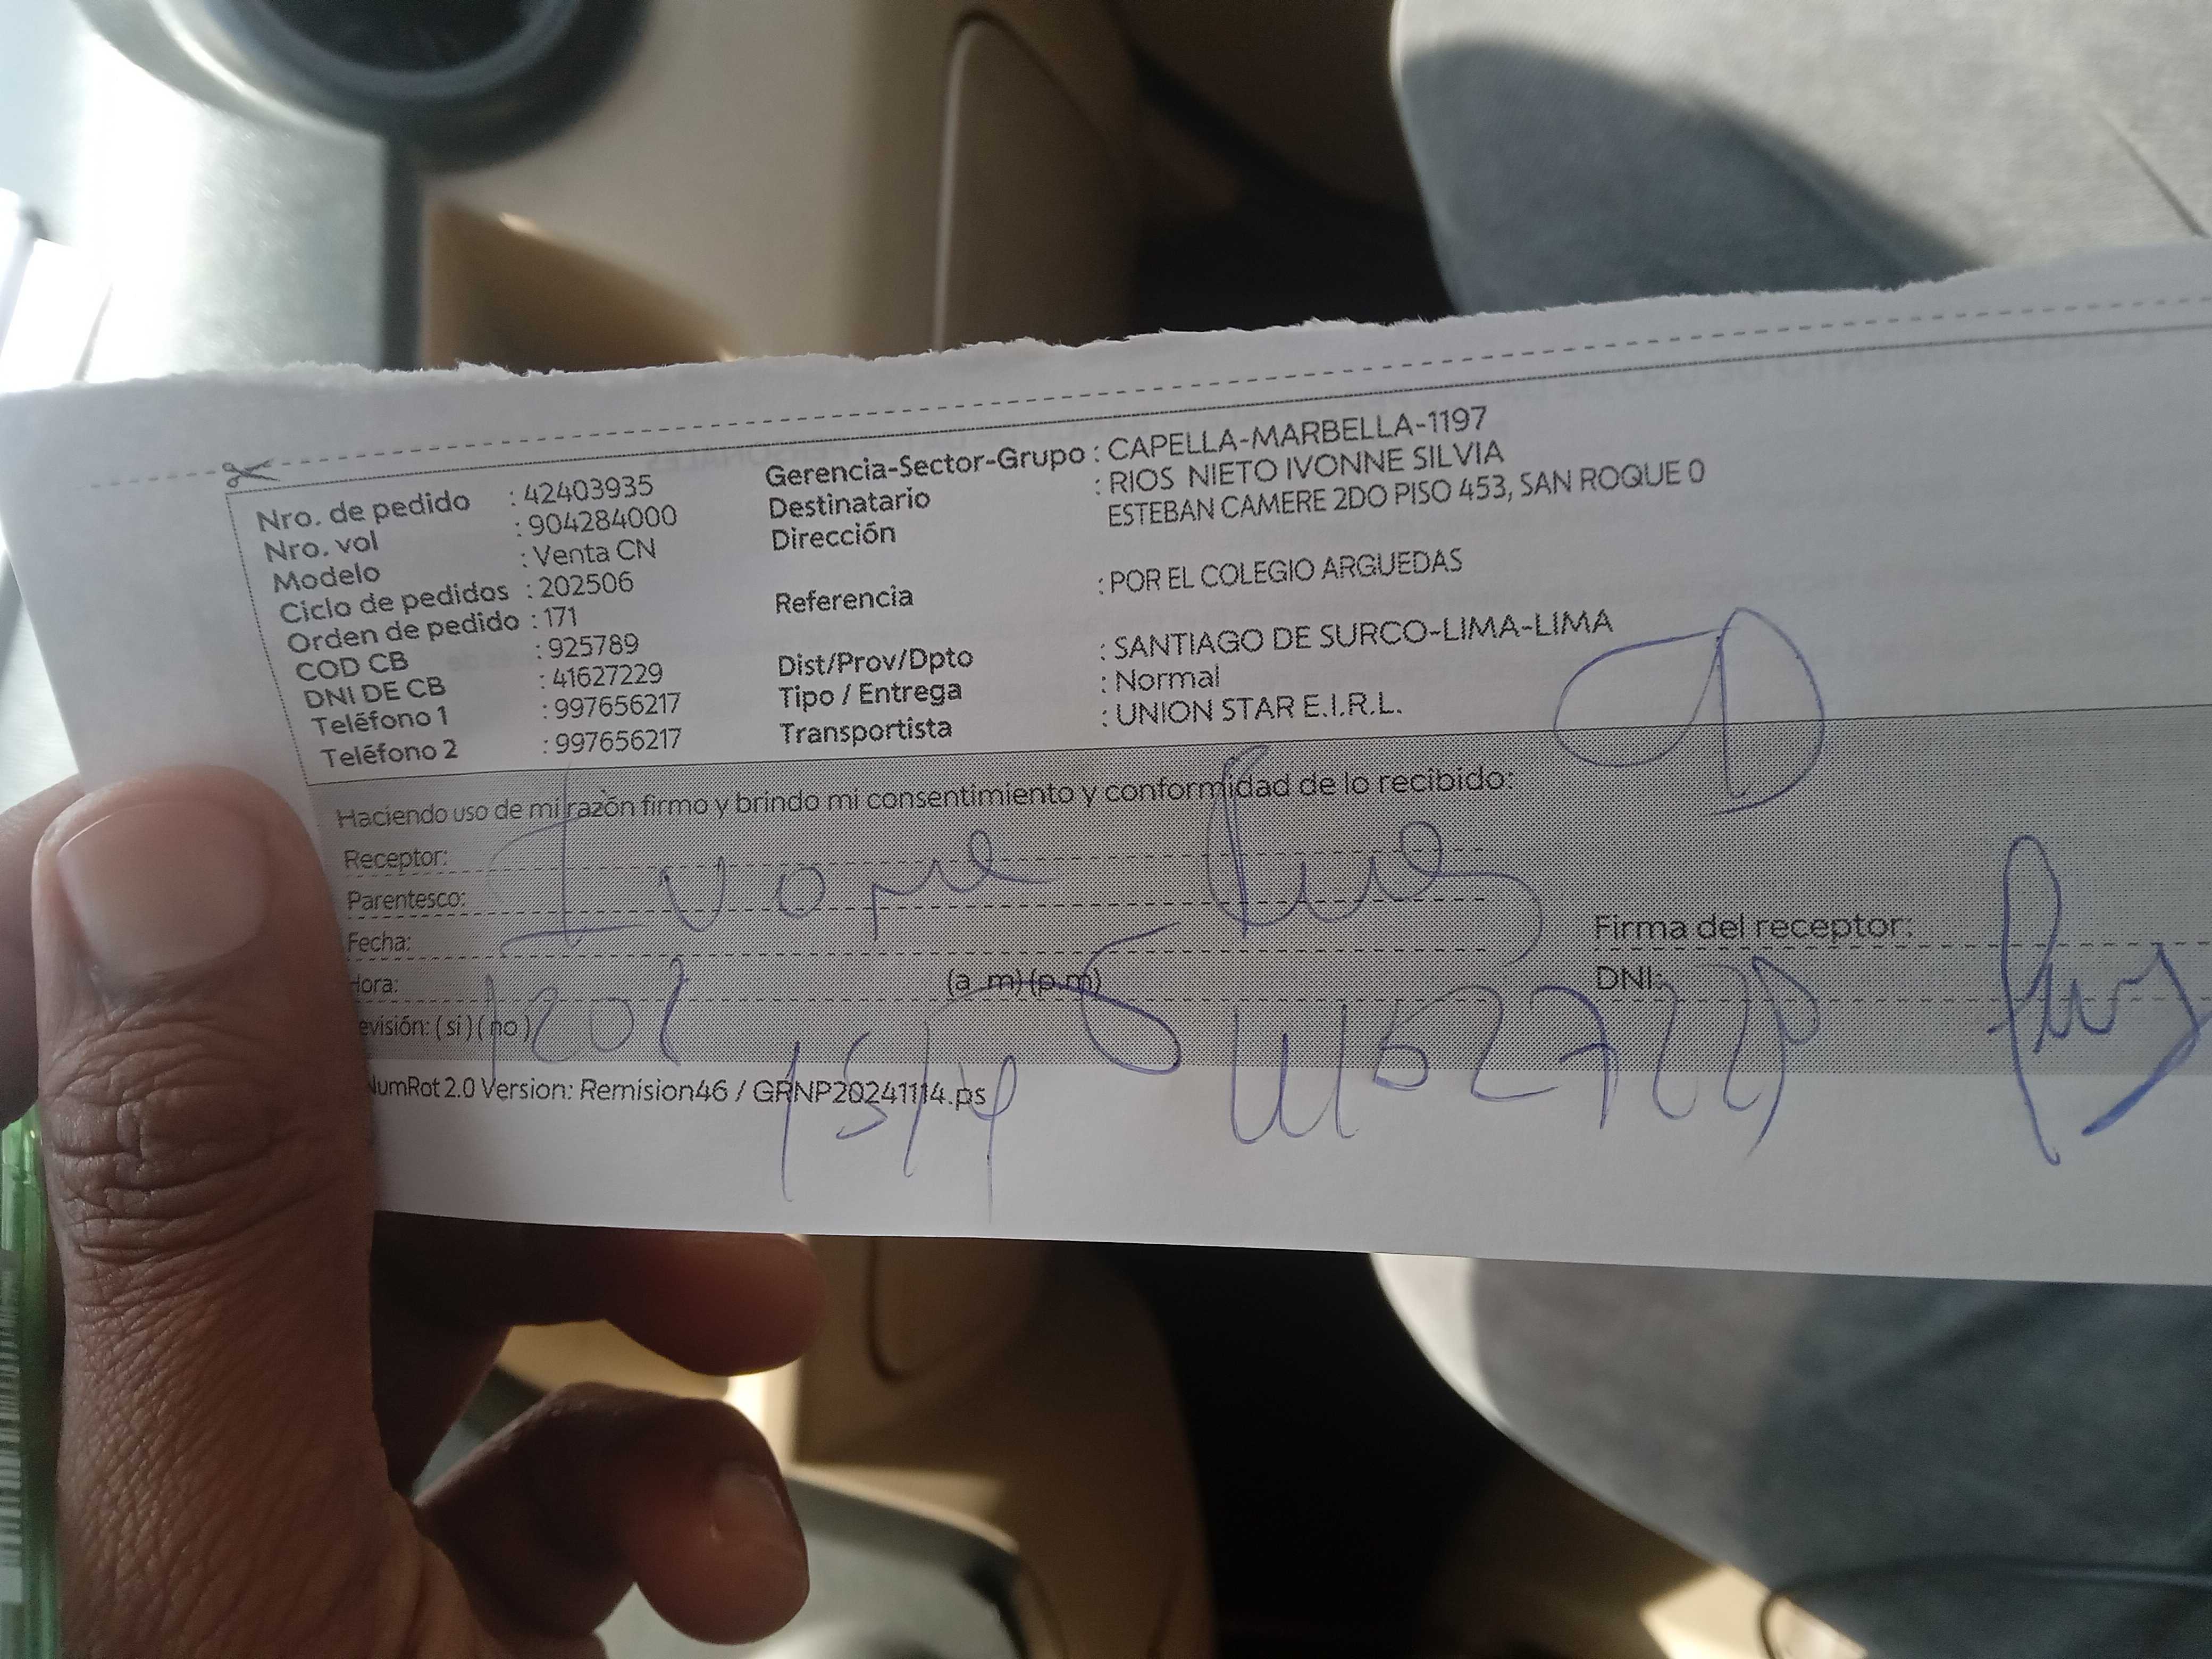 Nro. de pedido : 42403935
Nro. vol : 904284000
Modelo : Venta CN
Ciclo de pedidos : 202506
Orden de pedido : 171
COD CB : 925789
DNI DE CB : 41627229
Teléfono 1 : 997656217
Teléfono 2 : 997656217
Gerencia-Sector-Grupo : CAPELLA-MARBELLA-1197
Destinatario : RIOS NIETO IVONNE SILVIA
Dirección ESTEBAN CAMERE 2DO PISO 453, SAN ROQUE 0
Referencia : POR EL COLEGIO ARGUEDAS
Dist/Prov/Dpto : SANTIAGO DE SURCO-LIMA-LIMA
Tipo / Entrega : Normal
Transportista : UNION STAR E.I.R.L.
Haciendo uso de mi razón firmo y brindo mi consentimiento y conformidad de lo recibido:
Receptor: Ivonne
Parentesco:
Fecha:
Hora: (a m) (p.m)
evisión: ( si ) ( no )
Firma del receptor:
DNI: 41627229
15/4
NumRot 2.0 Version: Remision46 / GRNP20241114.ps